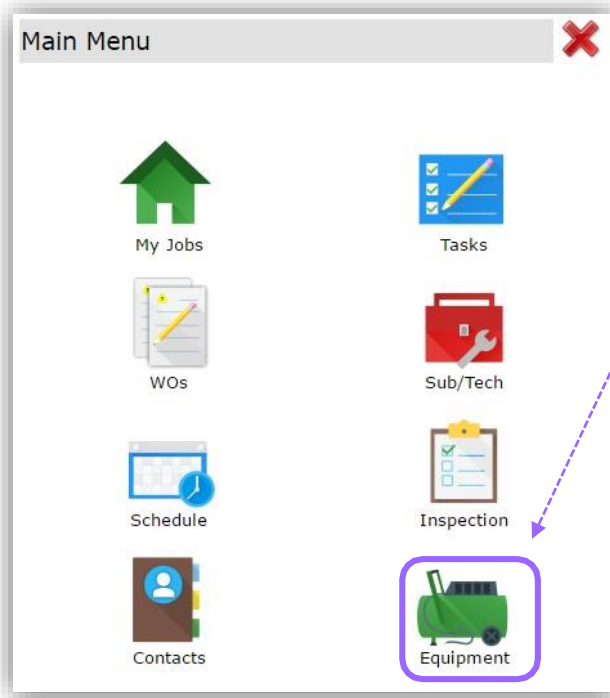 Main Menu
My Jobs
Tasks
WOs
Sub/Tech
Schedule
Inspection
Contacts
Equipment